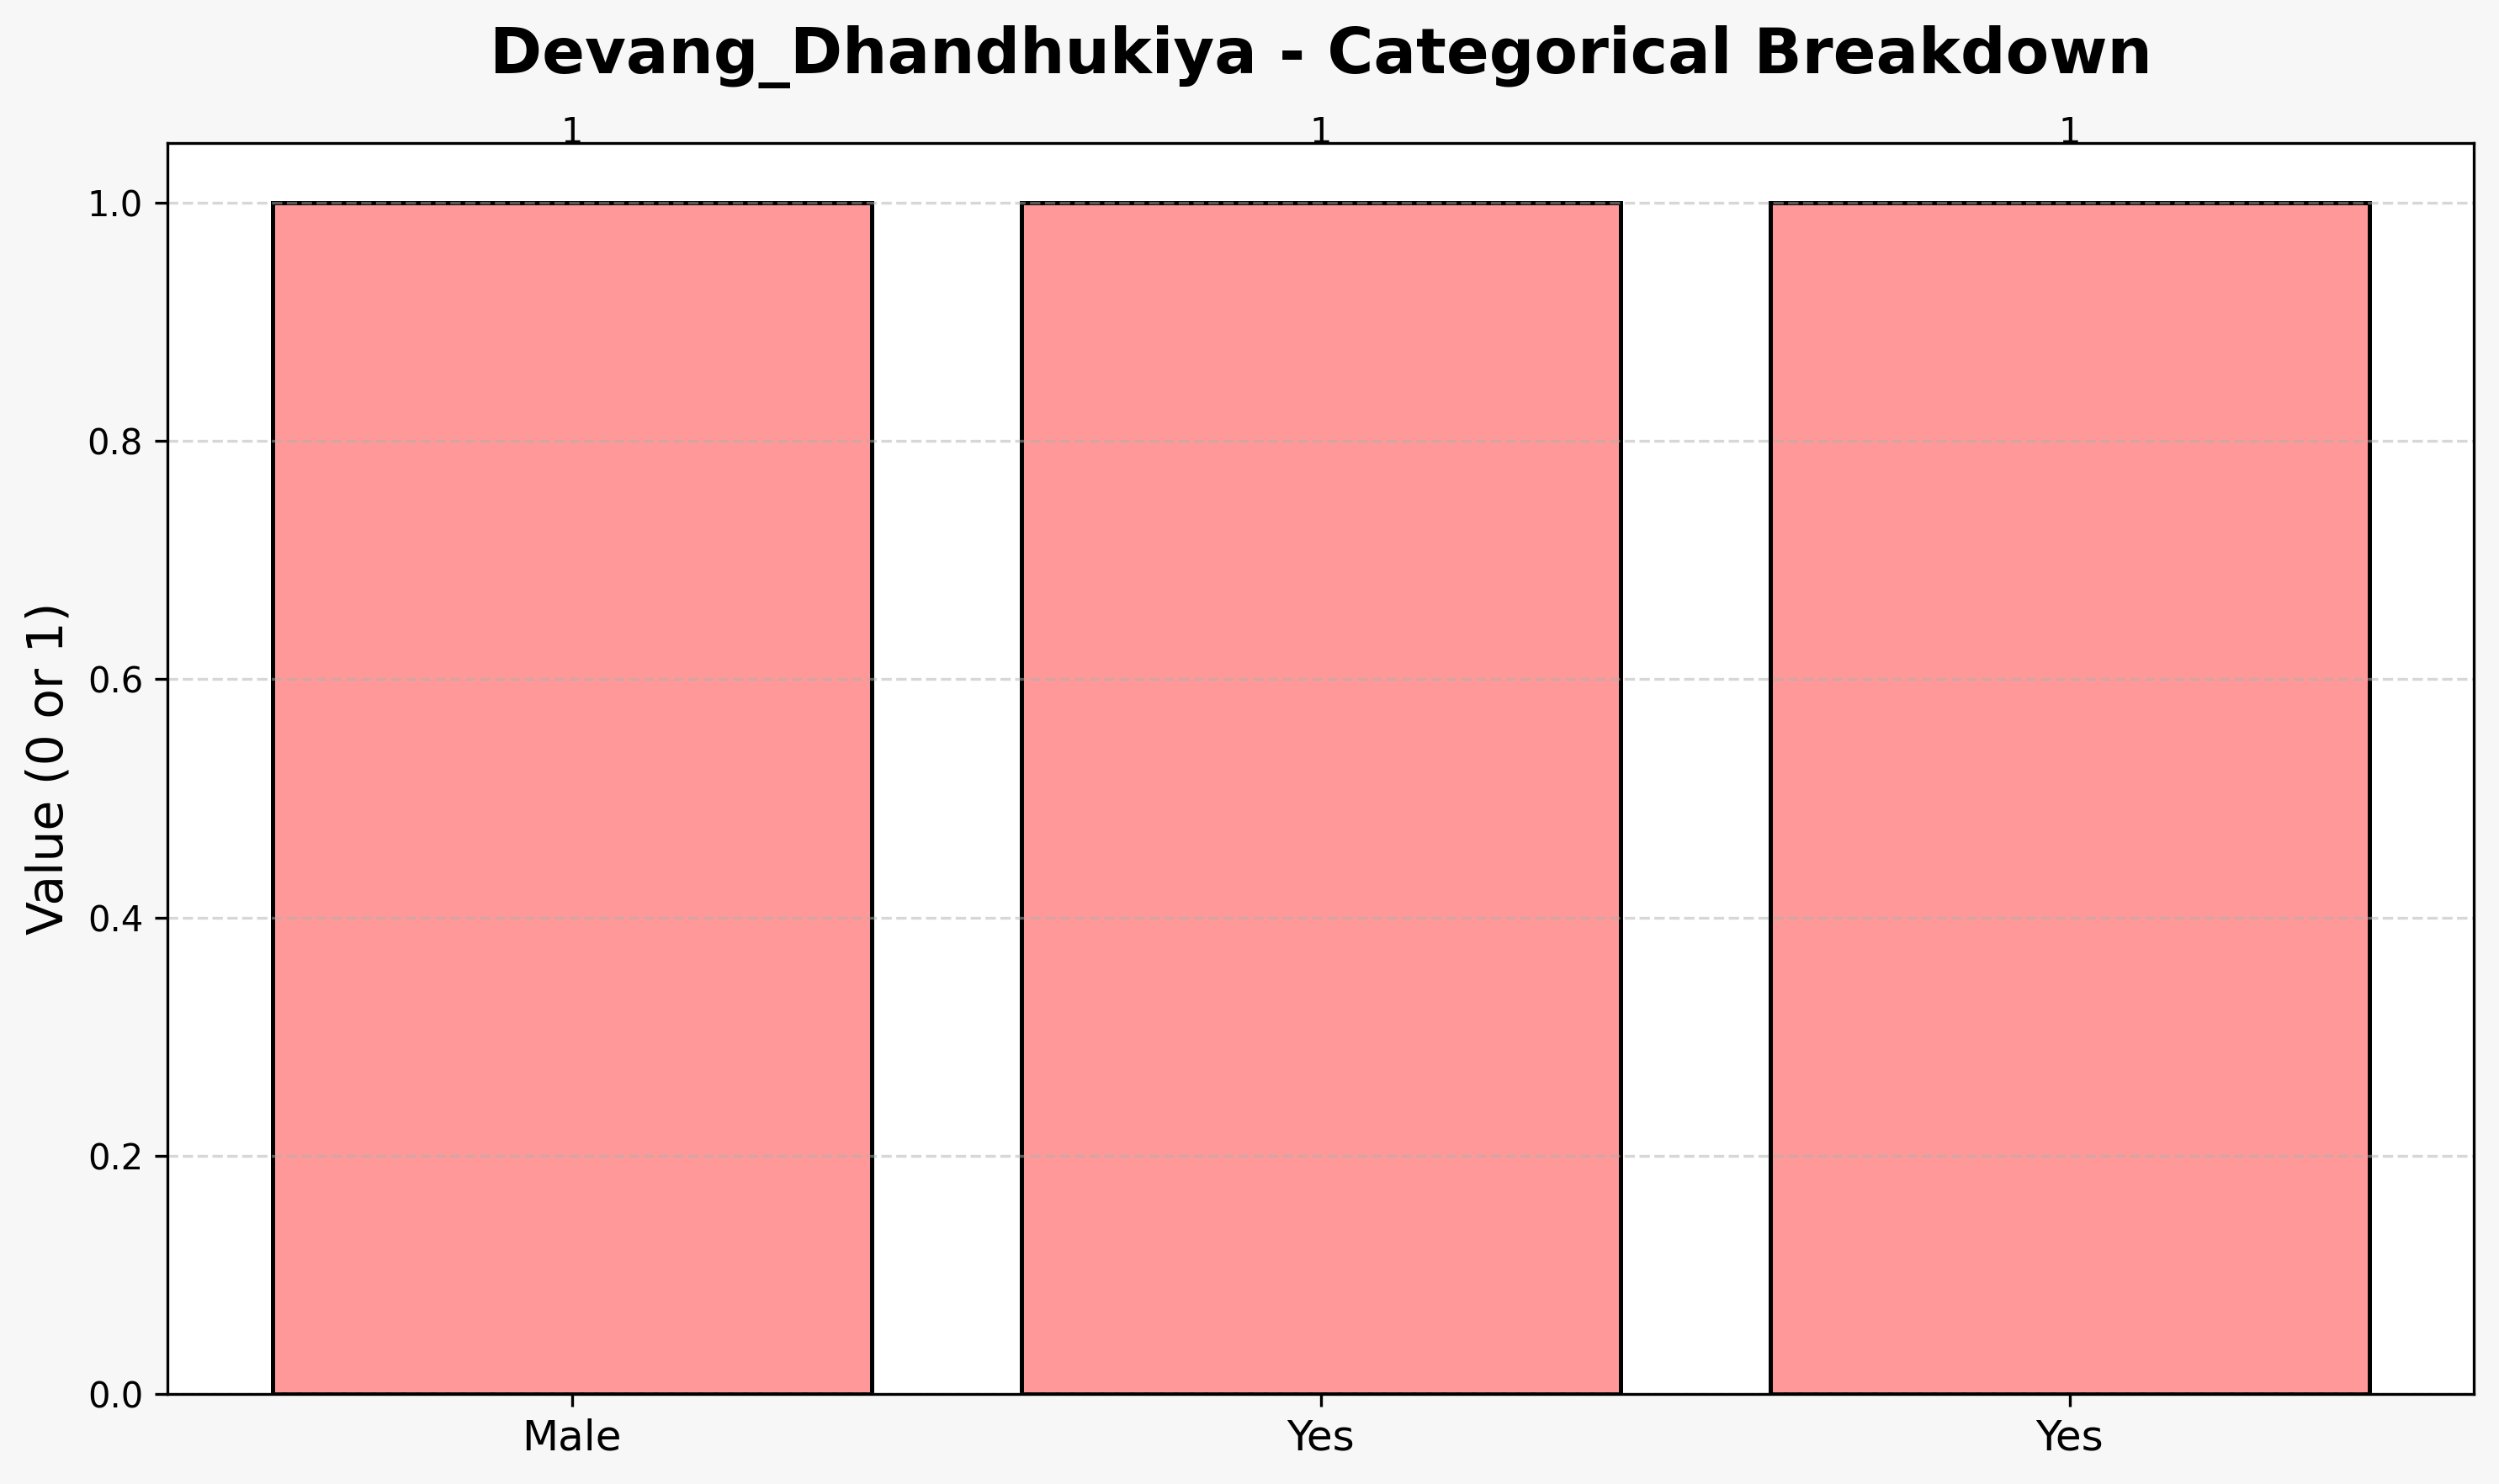 Devang_Dhandhukiya - Categorical Breakdown
1 1 1
1.0
0.8
0.6
0.4
0.2
0.0
Value (0 or 1)
Male Yes Yes